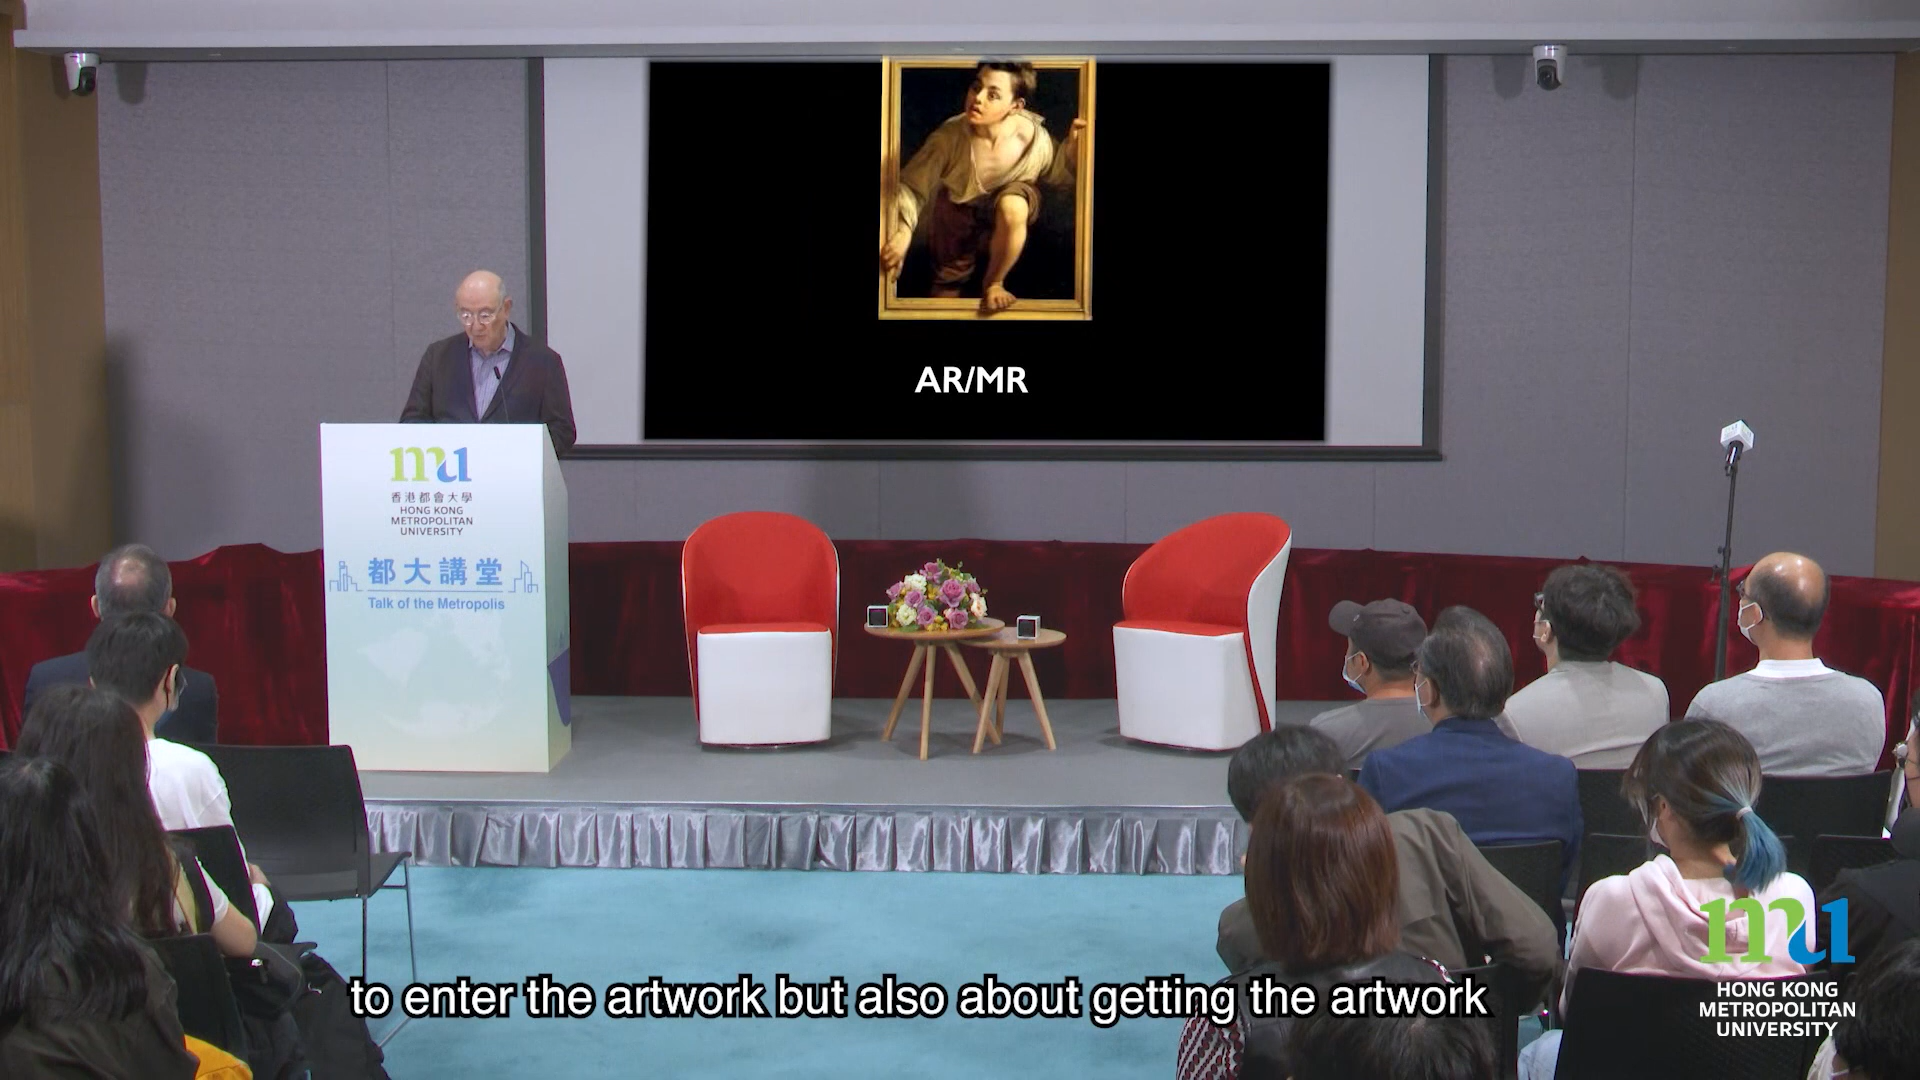 AR/MR
mu
香港都會大學
HONG KONG
METROPOLITAN
UNIVERSITY
都大講堂
Talk of the Metropolis
to enter the artwork but also about getting the artwork
mu
HONG KONG
METROPOLITAN
UNIVERSITY